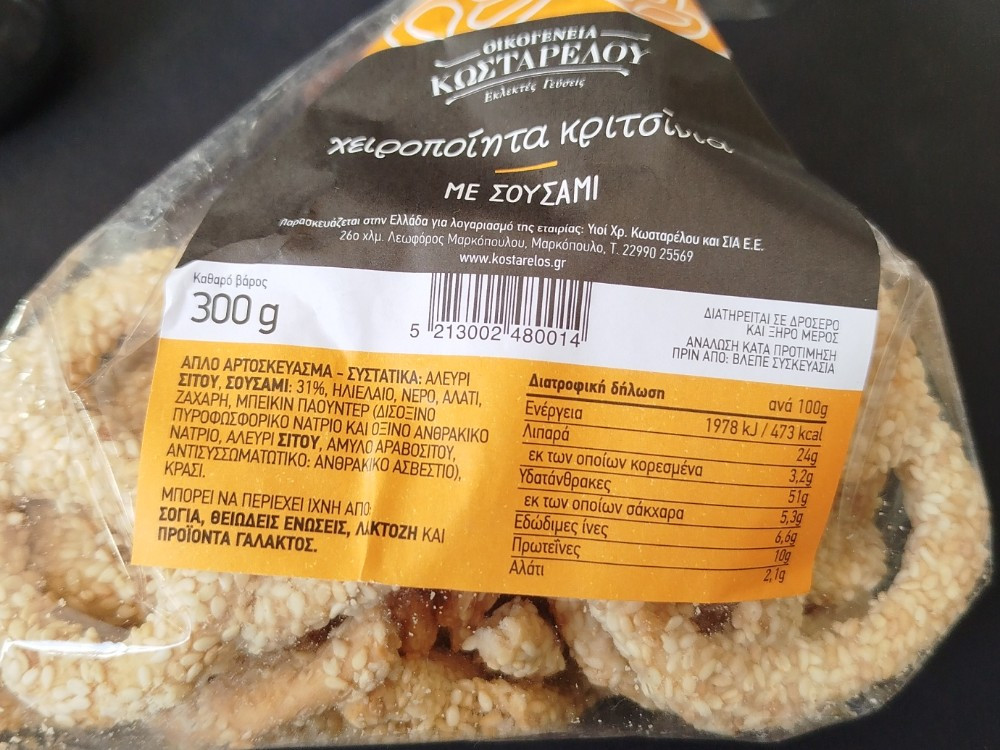 ΟΙΚΟΓΕΝΕΙΑ
ΚΩΣΤΑΡΕΛΟΥ
Εκλεκτές Γεύσεις
χειροποίητα κριτσίνια
ΜΕ ΣΟΥΣΑΜΙ
Παρασκευάζεται στην Ελλάδα για λογαριασμό της εταιρίας: Υιοί Χρ. Κωσταρέλου και ΣΙΑ Ε.Ε.
26ο χλμ. Λεωφόρος Μαρκόπουλου, Μαρκόπουλο, Τ. 22990 25569
www.kostarelos.gr
Καθαρό βάρος
300 g
5 213002 480014
ΔΙΑΤΗΡΕΙΤΑΙ ΣΕ ΔΡΟΣΕΡΟ
ΚΑΙ ΞΗΡΟ ΜΕΡΟΣ
ΑΝΑΛΩΣΗ ΚΑΤΑ ΠΡΟΤΙΜΗΣΗ
ΠΡΙΝ ΑΠΟ: ΒΛΕΠΕ ΣΥΣΚΕΥΑΣΙΑ
ΑΠΛΟ ΑΡΤΟΣΚΕΥΑΣΜΑ - ΣΥΣΤΑΤΙΚΑ: ΑΛΕΥΡΙ
ΣΙΤΟΥ, ΣΟΥΣΑΜΙ: 31%, ΗΛΙΕΛΑΙΟ, ΝΕΡΟ, ΑΛΑΤΙ,
ΖΑΧΑΡΗ, ΜΠΕΙΚΙΝ ΠΑΟΥΝΤΕΡ (ΔΙΣΟΞΙΝΟ
ΠΥΡΟΦΩΣΦΟΡΙΚΟ ΝΑΤΡΙΟ ΚΑΙ ΟΞΙΝΟ ΑΝΘΡΑΚΙΚΟ
ΝΑΤΡΙΟ, ΑΛΕΥΡΙ ΣΙΤΟΥ, ΑΜΥΛΟ ΑΡΑΒΟΣΙΤΟΥ,
ΑΝΤΙΣΥΣΣΩΜΑΤΩΤΙΚΟ: ΑΝΘΡΑΚΙΚΟ ΑΣΒΕΣΤΙΟ),
ΚΡΑΣΙ.
ΜΠΟΡΕΙ ΝΑ ΠΕΡΙΕΧΕΙ ΙΧΝΗ ΑΠΟ
ΣΟΓΙΑ, ΘΕΙΩΔΕΙΣ ΕΝΩΣΕΙΣ, ΛΑΚΤΟΖΗ ΚΑΙ
ΠΡΟΪΟΝΤΑ ΓΑΛΑΚΤΟΣ.
Διατροφική δήλωση ανά 100g
Ενέργεια 1978 kJ / 473 kcal
Λιπαρά 24g
εκ των οποίων κορεσμένα 3,2g
Υδατάνθρακες 51g
εκ των οποίων σάκχαρα 5,3g
Εδώδιμες ίνες 6,6g
Πρωτεΐνες 10g
Αλάτι 2,1g